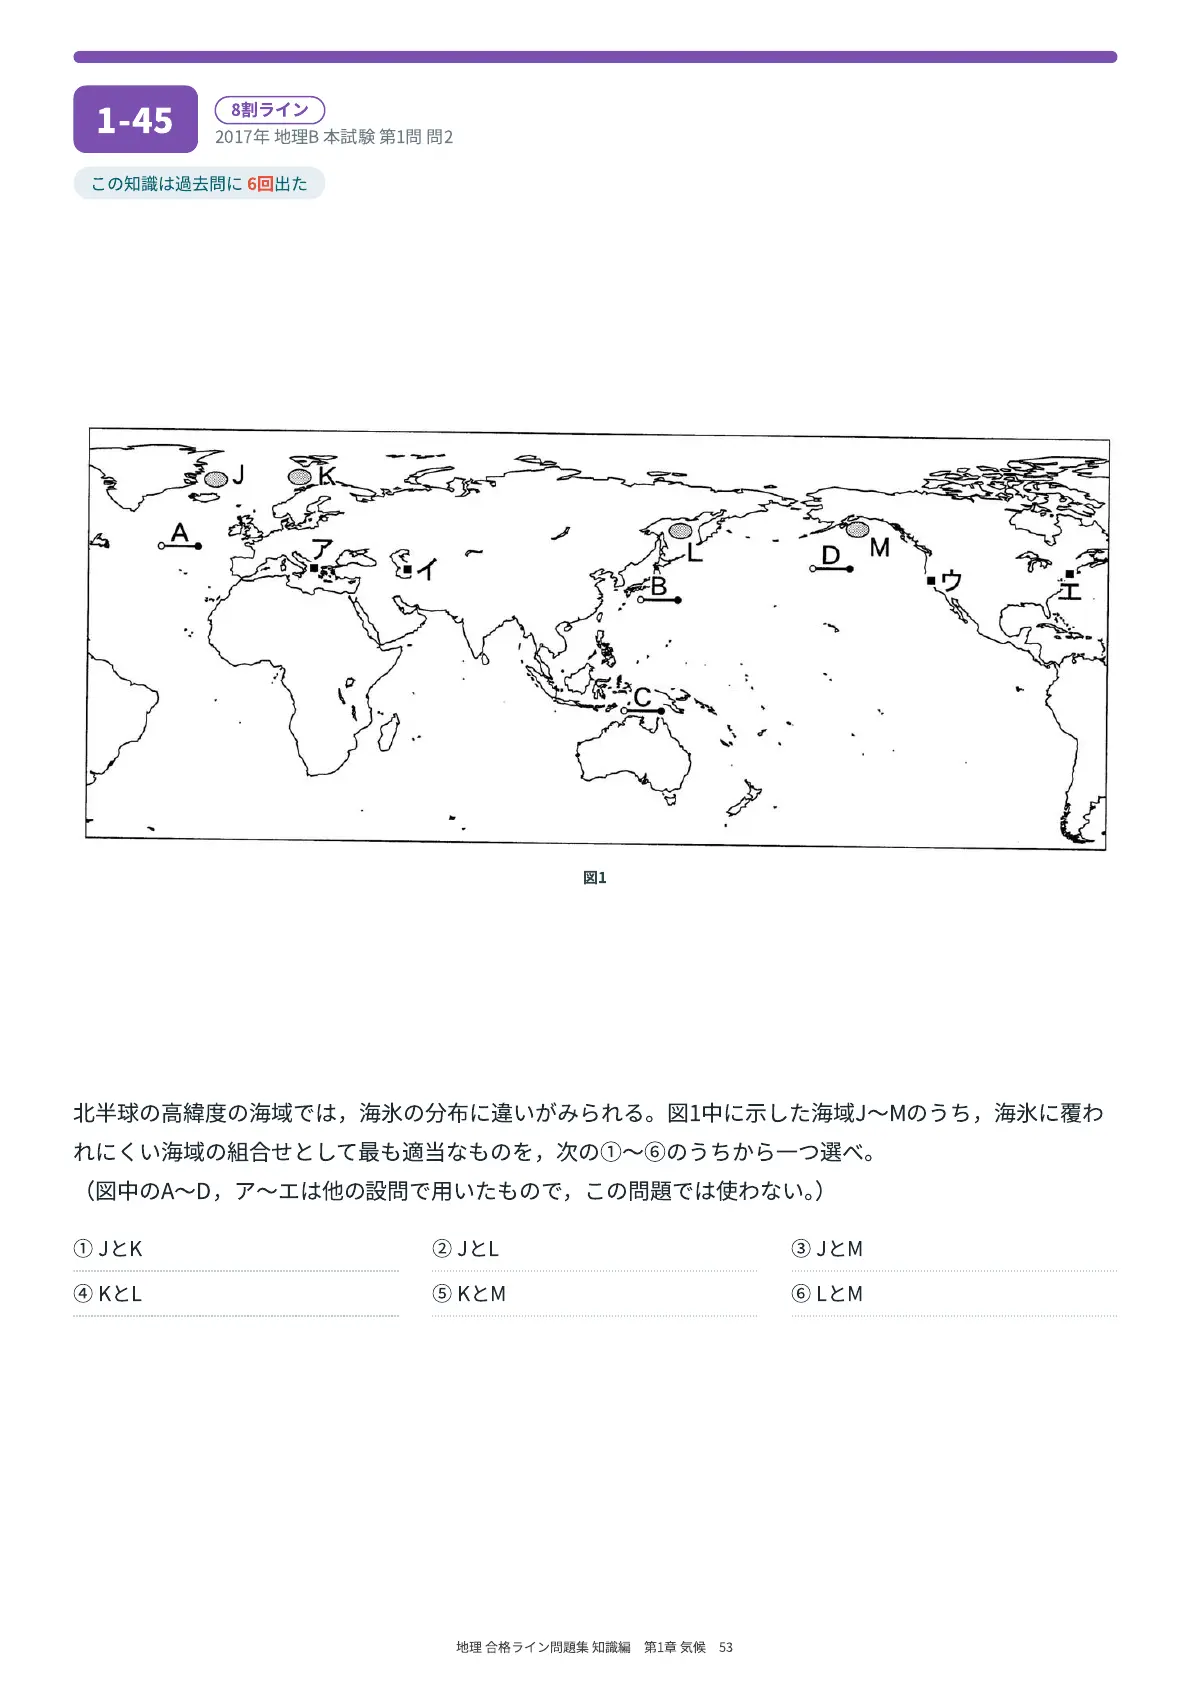 1-45
8割ライン
2017年 地理B 本試験 第1問 問2
この知識は過去問に 6回出た
J
K
A
ア
イ
L
B
D
M
ウ
エ
C
図1
北半球の高緯度の海域では，海氷の分布に違いがみられる。図1中に示した海域J〜Mのうち，海氷に覆わ
れにくい海域の組合せとして最も適当なものを，次の①〜⑥のうちから一つ選べ。
（図中のA〜D，ア〜エは他の設問で用いたもので，この問題では使わない。）
① JとK
② JとL
③ JとM
④ KとL
⑤ KとM
⑥ LとM
地理 合格ライン問題集 知識編　第1章 気候　53